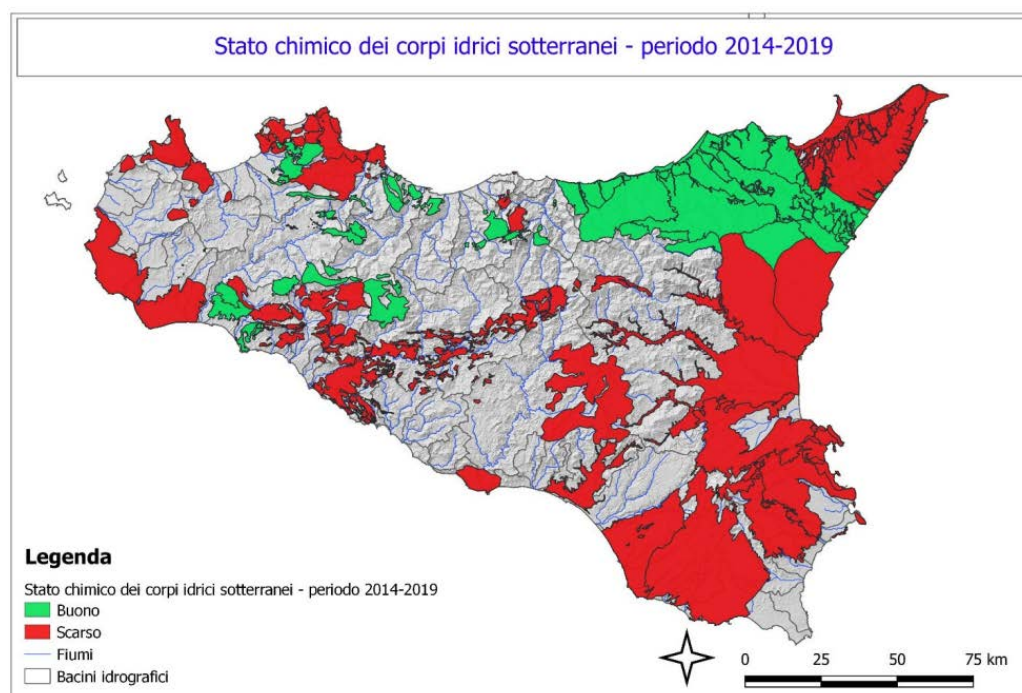 Stato chimico dei corpi idrici sotterranei - periodo 2014-2019
Legenda
Stato chimico dei corpi idrici sotterranei - periodo 2014-2019
Buono
Scarso
Fiumi
Bacini idrografici
0 25 50 75 km